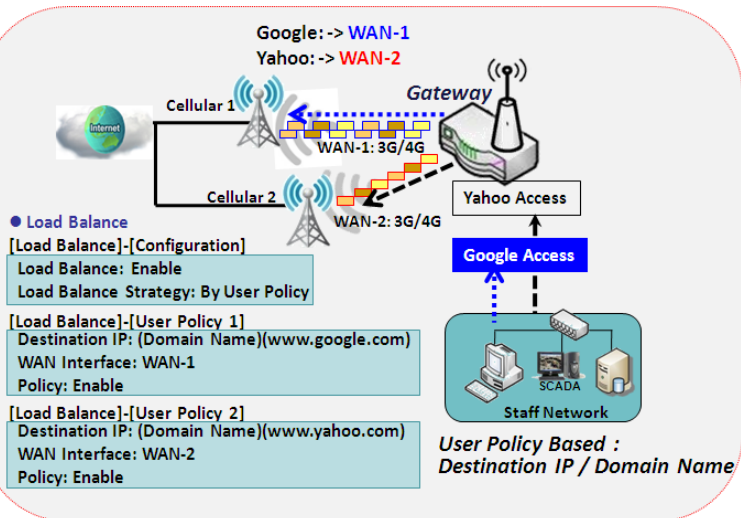 Google: -> WAN-1
Yahoo: -> WAN-2
Gateway
Cellular 1
Internet
WAN-1: 3G/4G
Cellular 2
WAN-2: 3G/4G
Yahoo Access
Google Access
SCADA
Staff Network
● Load Balance
[Load Balance]-[Configuration]
Load Balance: Enable
Load Balance Strategy: By User Policy
[Load Balance]-[User Policy 1]
Destination IP: (Domain Name)(www.google.com)
WAN Interface: WAN-1
Policy: Enable
[Load Balance]-[User Policy 2]
Destination IP: (Domain Name)(www.yahoo.com)
WAN Interface: WAN-2
Policy: Enable
User Policy Based :
Destination IP / Domain Name